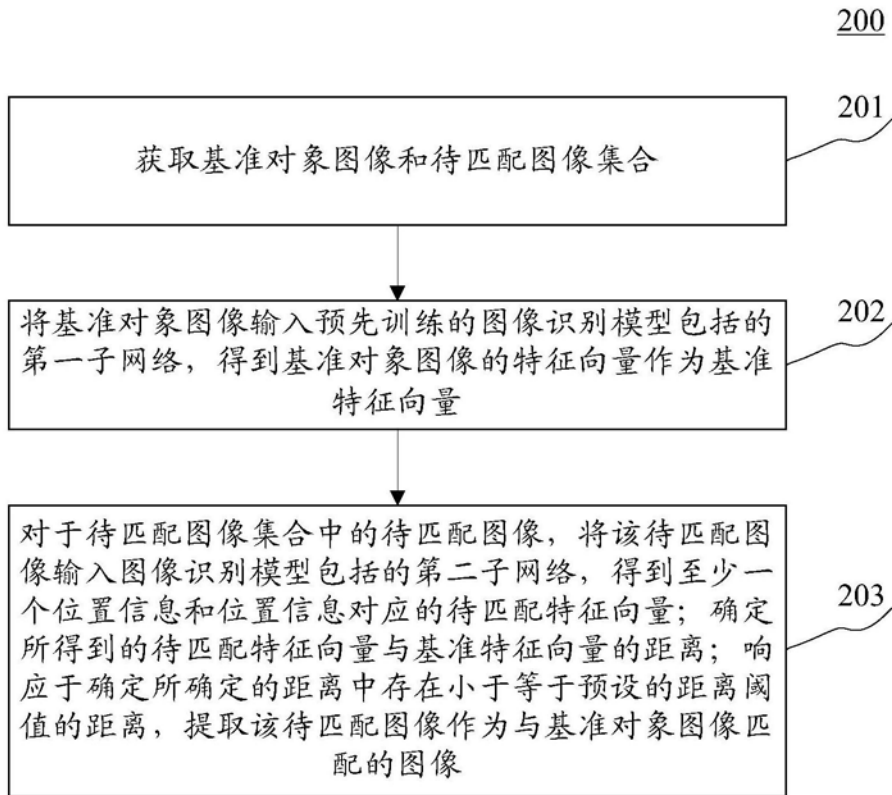 200
201
获取基准对象图像和待匹配图像集合
202
将基准对象图像输入预先训练的图像识别模型包括的
第一子网络，得到基准对象图像的特征向量作为基准
特征向量
对于待匹配图像集合中的待匹配图像，将该待匹配图
像输入图像识别模型包括的第二子网络，得到至少一
个位置信息和位置信息对应的待匹配特征向量；确定
203
所得到的待匹配特征向量与基准特征向量的距离；响
应于确定所确定的距离中存在小于等于预设的距离阈
值的距离，提取该待匹配图像作为与基准对象图像匹
配的图像